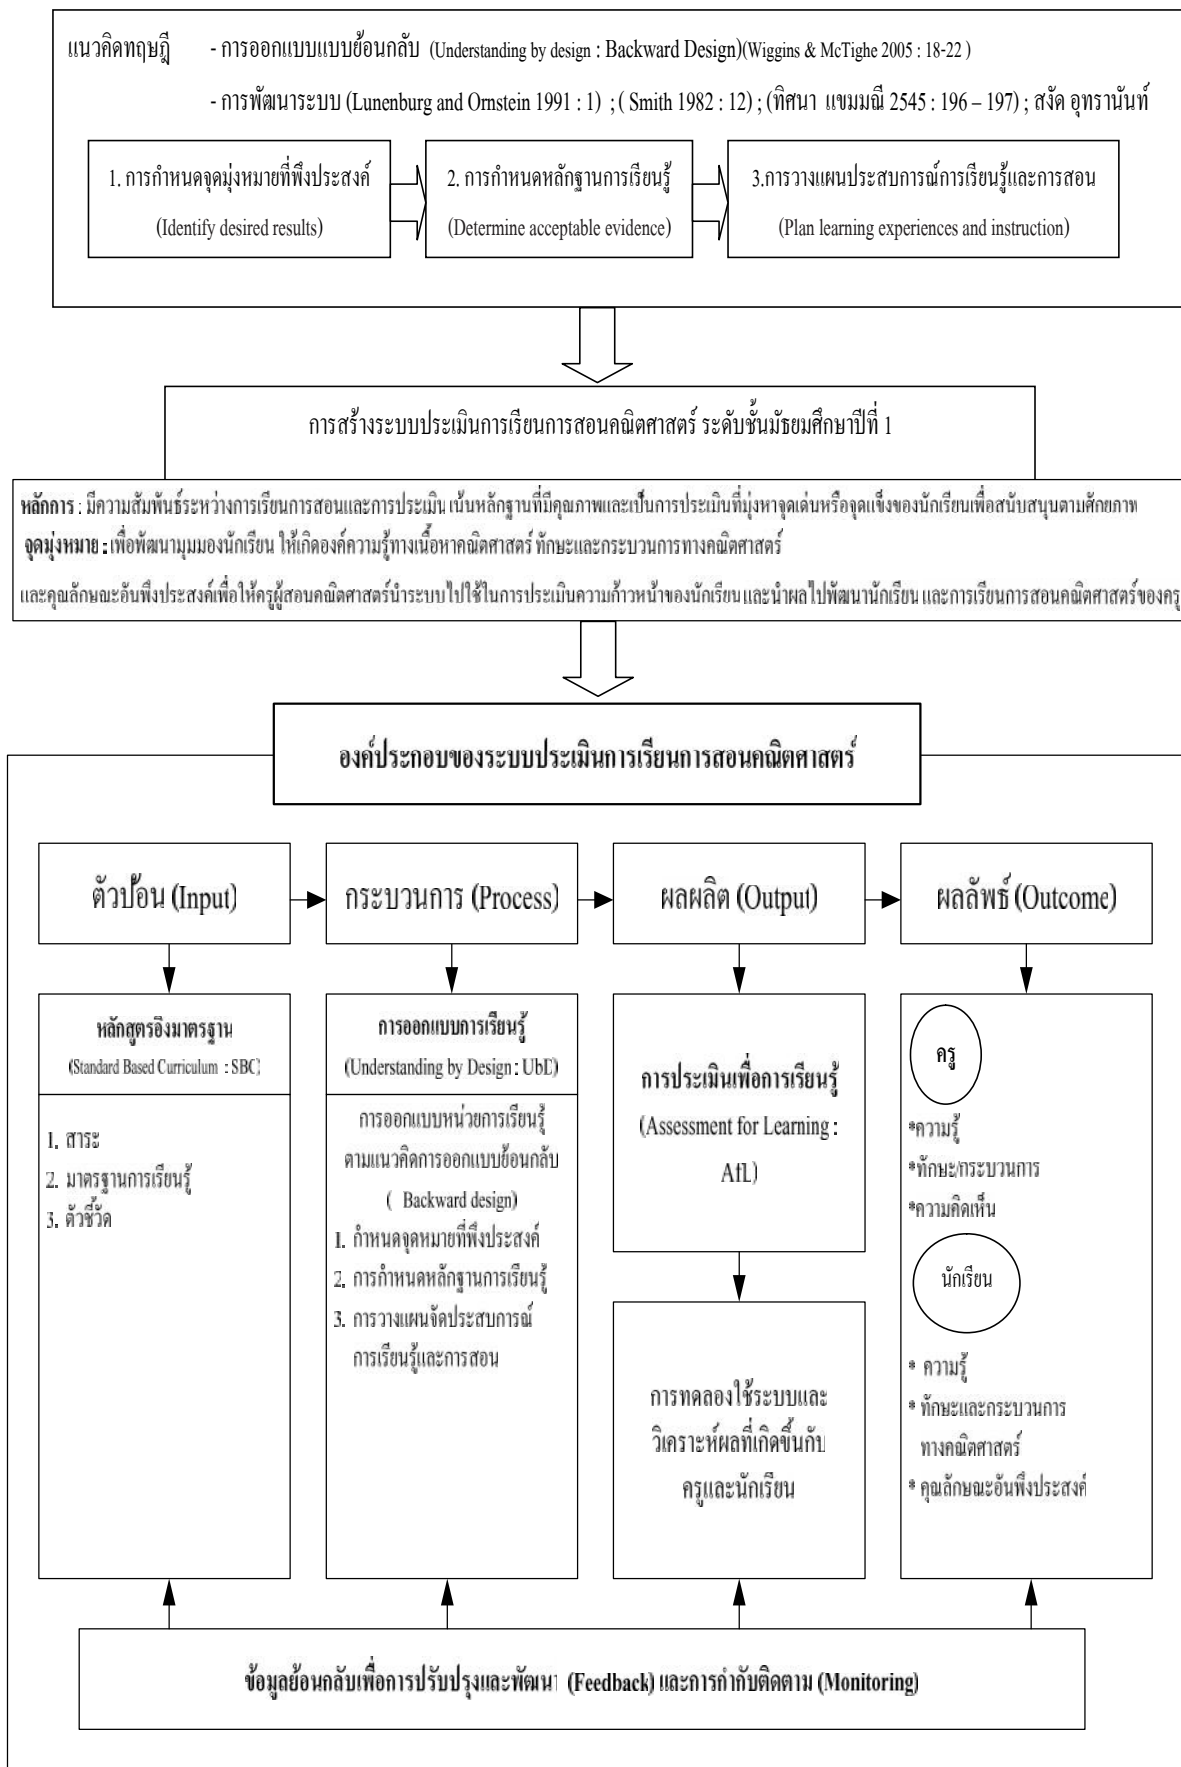 แนวคิดทฤษฎี - การออกแบบแบบย้อนกลับ (Understanding by design : Backward Design)(Wiggins & McTighe 2005 : 18-22 )
- การพัฒนาระบบ (Lunenburg and Ornstein 1991 : 1) ; ( Smith 1982 : 12) ; (ทิศนา แขมมณี 2545 : 196 – 197) ; สงัด อุทรานันท์
1. การกำหนดจุดมุ่งหมายที่พึงประสงค์
(Identify desired results)
2. การกำหนดหลักฐานการเรียนรู้
(Determine acceptable evidence)
3.การวางแผนประสบการณ์การเรียนรู้และการสอน
(Plan learning experiences and instruction)
การสร้างระบบประเมินการเรียนการสอนคณิตศาสตร์ ระดับชั้นมัธยมศึกษาปีที่ 1
หลักการ : มีความสัมพันธ์ระหว่างการเรียนการสอนและการประเมิน เน้นหลักฐานที่มีคุณภาพและเป็นการประเมินที่มุ่งหาจุดเด่นหรือจุดแข็งของนักเรียนเพื่อสนับสนุนตามศักยภาพ
จุดมุ่งหมาย : เพื่อพัฒนามุมมองนักเรียน ให้เกิดองค์ความรู้ทางเนื้อหาคณิตศาสตร์ ทักษะและกระบวนการทางคณิตศาสตร์
และคุณลักษณะอันพึงประสงค์เพื่อให้ครูผู้สอนคณิตศาสตร์นำระบบไปใช้ในการประเมินความก้าวหน้าของนักเรียน และนำผลไปพัฒนานักเรียน และการเรียนการสอนคณิตศาสตร์ของครู
องค์ประกอบของระบบประเมินการเรียนการสอนคณิตศาสตร์
ตัวป้อน (Input)
กระบวนการ (Process)
ผลผลิต (Output)
ผลลัพธ์ (Outcome)
หลักสูตรอิงมาตรฐาน
(Standard Based Curriculum : SBC)
1. สาระ
2. มาตรฐานการเรียนรู้
3. ตัวชี้วัด
การออกแบบการเรียนรู้
(Understanding by Design : UbD)
การออกแบบหน่วยการเรียนรู้
ตามแนวคิดการออกแบบย้อนกลับ
( Backward design)
1. กำหนดจุดหมายที่พึงประสงค์
2. การกำหนดหลักฐานการเรียนรู้
3. การวางแผนจัดประสบการณ์
การเรียนรู้และการสอน
การประเมินเพื่อการเรียนรู้
(Assessment for Learning :
AfL)
การทดลองใช้ระบบและ
วิเคราะห์ผลที่เกิดขึ้นกับ
ครูและนักเรียน
ครู
*ความรู้
*ทักษะ/กระบวนการ
*ความคิดเห็น
นักเรียน
* ความรู้
* ทักษะและกระบวนการ
ทางคณิตศาสตร์
* คุณลักษณะอันพึงประสงค์
ข้อมูลย้อนกลับเพื่อการปรับปรุงและพัฒนา (Feedback) และการกำกับติดตาม (Monitoring)